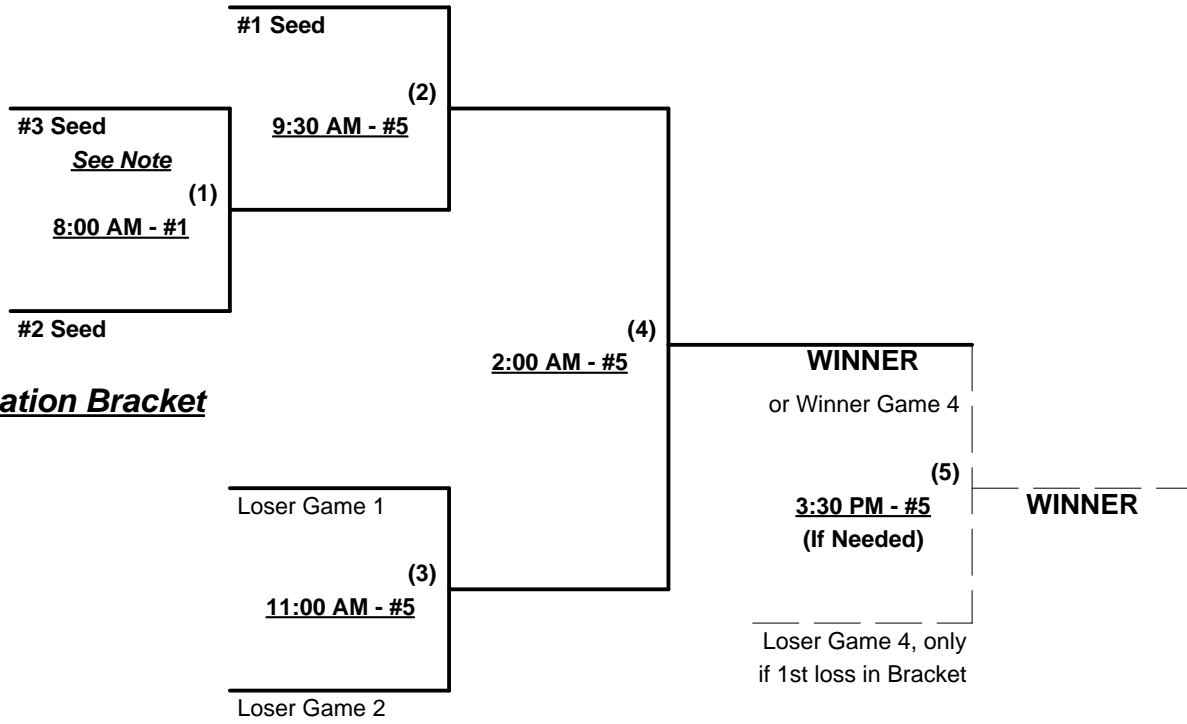 #1 Seed
(2)
9:30 AM - #5
#3 Seed
See Note
(1)
8:00 AM - #1
#2 Seed
(4)
2:00 AM - #5
WINNER
or Winner Game 4
ation Bracket
(5)
3:30 PM - #5
(If Needed)
WINNER
Loser Game 1
(3)
11:00 AM - #5
Loser Game 4, only
if 1st loss in Bracket
Loser Game 2